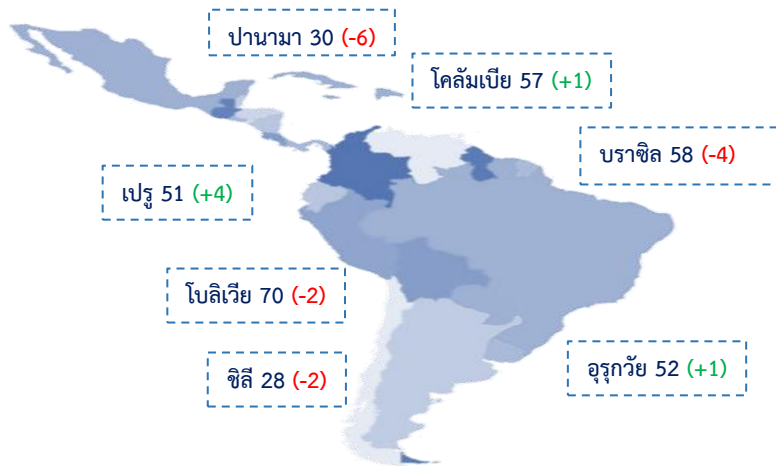 ปานามา 30 (-6)
โคลัมเบีย 57 (+1)
บราซิล 58 (-4)
เปรู 51 (+4)
โบลิเวีย 70 (-2)
อุรุกวัย 52 (+1)
ชิลี 28 (-2)